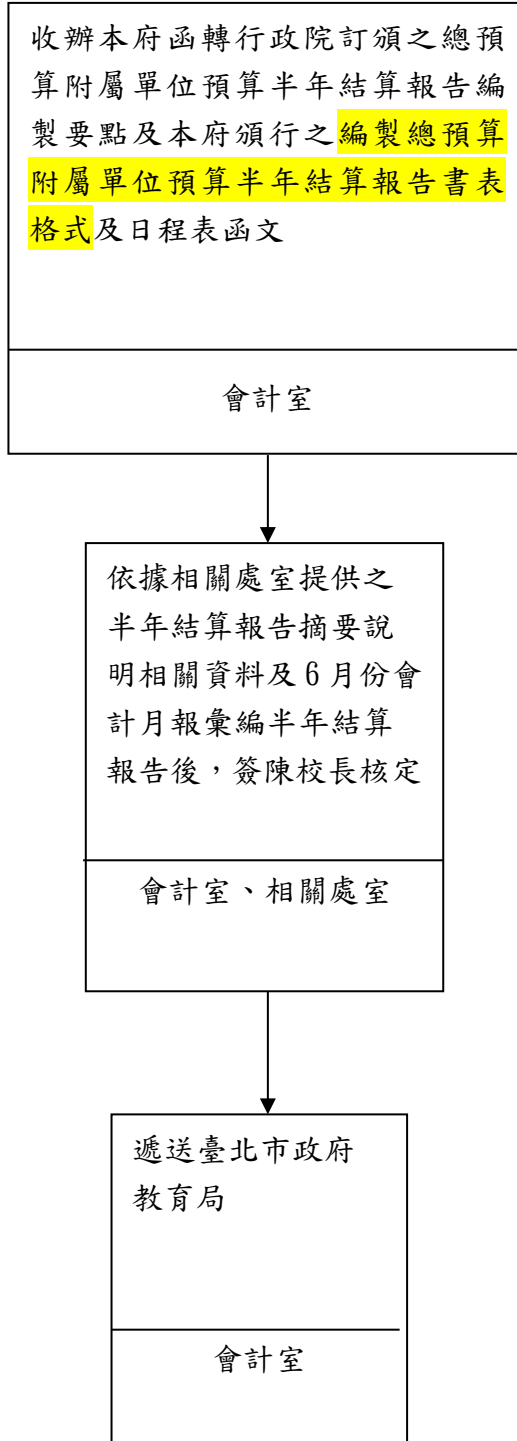 收辦本府函轉行政院訂頒之總預
算附屬單位預算半年結算報告編
製要點及本府頒行之編製總預算
附屬單位預算半年結算報告書表
格式及日程表函文
會計室
依據相關處室提供之
半年結算報告摘要說
明相關資料及6月份會
計月報彙編半年結算
報告後,簽陳校長核定
會計室、相關處室
遞送臺北市政府
教育局
會計室